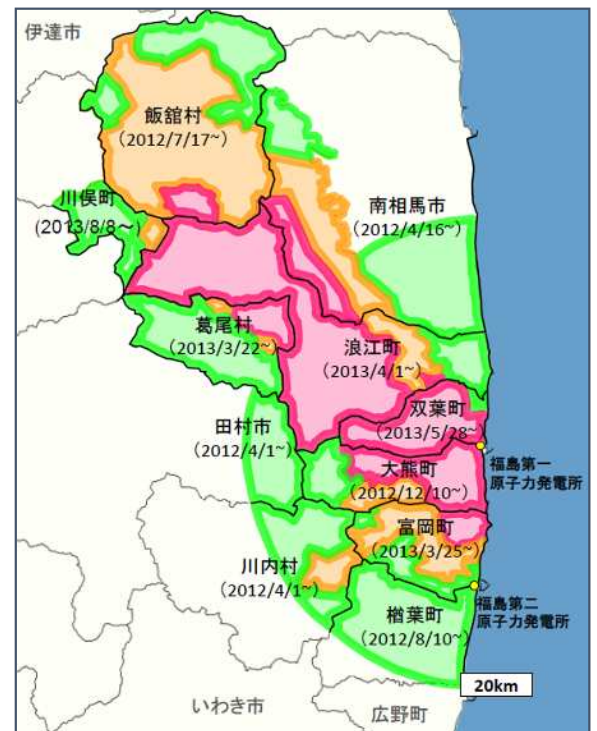 伊達市
飯舘村
(2012/7/17~)
川俣町
(2013/8/8～)
南相馬市
(2012/4/16~)
葛尾村
(2013/3/22~)
浪江町
(2013/4/1~)
双葉町
(2013/5/28~)
田村市
(2012/4/1~)
福島第一
原子力発電所
大熊町
(2012/12/10~)
富岡町
(2013/3/25~)
川内村
(2012/4/1~)
福島第二
原子力発電所
楢葉町
(2012/8/10~)
20km
いわき市
広野町